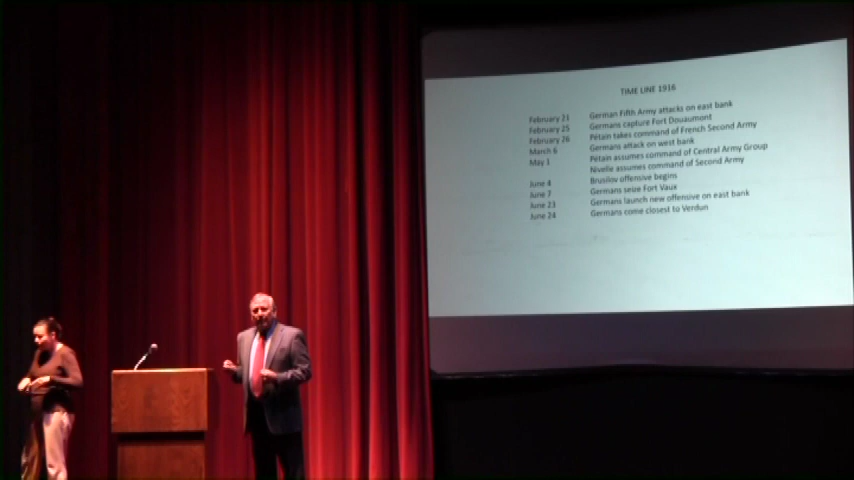 TIME LINE 1916
February 21 German Fifth Army attacks on east bank
February 25 Germans capture Fort Douaumont
February 26 Pétain takes command of French Second Army
March 6 Germans attack on west bank
May 1 Pétain assumes command of Central Army Group
Nivelle assumes command of Second Army
June 4 Brusilov offensive begins
June 7 Germans seize Fort Vaux
June 23 Germans launch new offensive on east bank
June 24 Germans come closest to Verdun